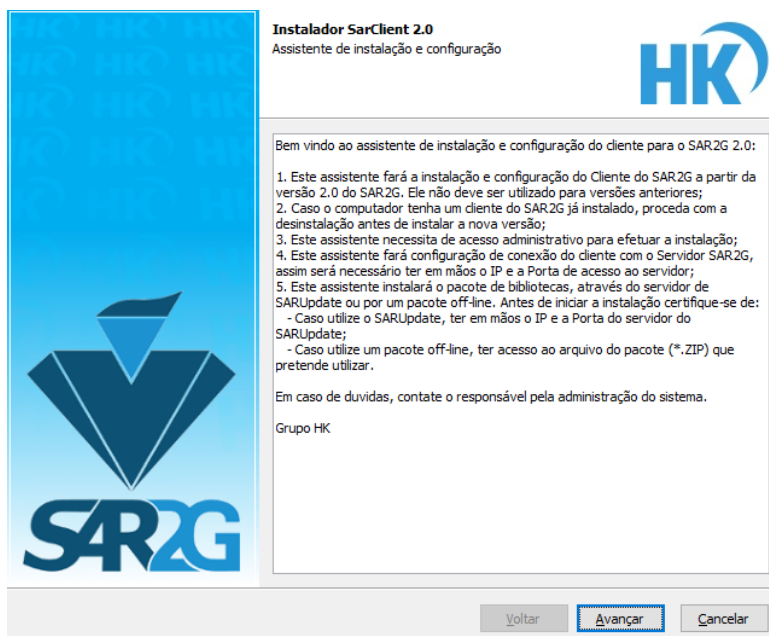 Instalador SarClient 2.0
Assistente de instalação e configuração
HK
Bem vindo ao assistente de instalação e configuração do cliente para o SAR2G 2.0:
1. Este assistente fará a instalação e configuração do Cliente do SAR2G a partir da
versão 2.0 do SAR2G. Ele não deve ser utilizado para versões anteriores;
2. Caso o computador tenha um cliente do SAR2G já instalado, proceda com a
desinstalação antes de instalar a nova versão;
3. Este assistente necessita de acesso administrativo para efetuar a instalação;
4. Este assistente fará configuração de conexão do cliente com o Servidor SAR2G,
assim será necessário ter em mãos o IP e a Porta de acesso ao servidor;
5. Este assistente instalará o pacote de bibliotecas, através do servidor de
SARUpdate ou por um pacote off-line. Antes de iniciar a instalação certifique-se de:
- Caso utilize o SARUpdate, ter em mãos o IP e a Porta do servidor do
SARUpdate;
- Caso utilize um pacote off-line, ter acesso ao arquivo do pacote (*.ZIP) que
pretende utilizar.
Em caso de duvidas, contate o responsável pela administração do sistema.
Grupo HK
SAR2G
Voltar
Avançar
Cancelar